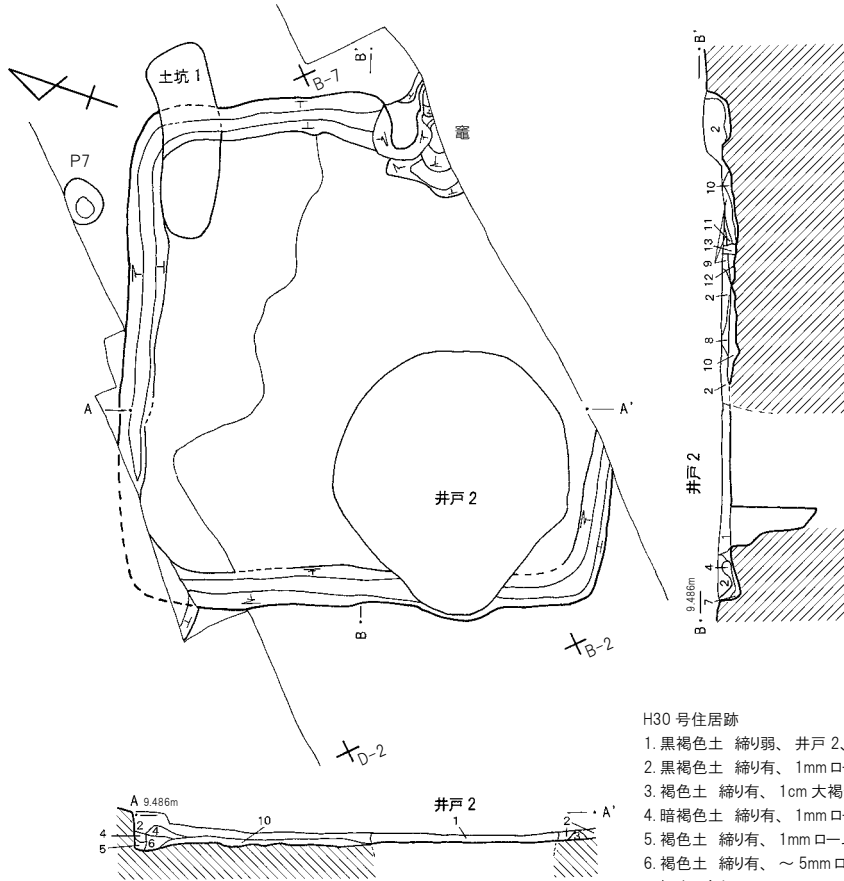 土坑 1
B'
B-7
竈
P7
A
A'
井戸 2
B
B-2
D-2
B'
2
10
11
13
9
12
2
8
10
2
井戸 2
1
4
2
7
B 9.486m
A 9.486m
井戸 2
A'
2
4
4
6
5
10
1
2
3
H30 号住居跡
1. 黒褐色土 締り弱、 井戸 2、
2. 黒褐色土 締り有、 1mm ロー
3. 褐色土 締り有、 1cm 大褐
4. 暗褐色土 締り有、 1mm ロー
5. 褐色土 締り有、 1mm ロー
6. 褐色土 締り有、 ～ 5mm ロ